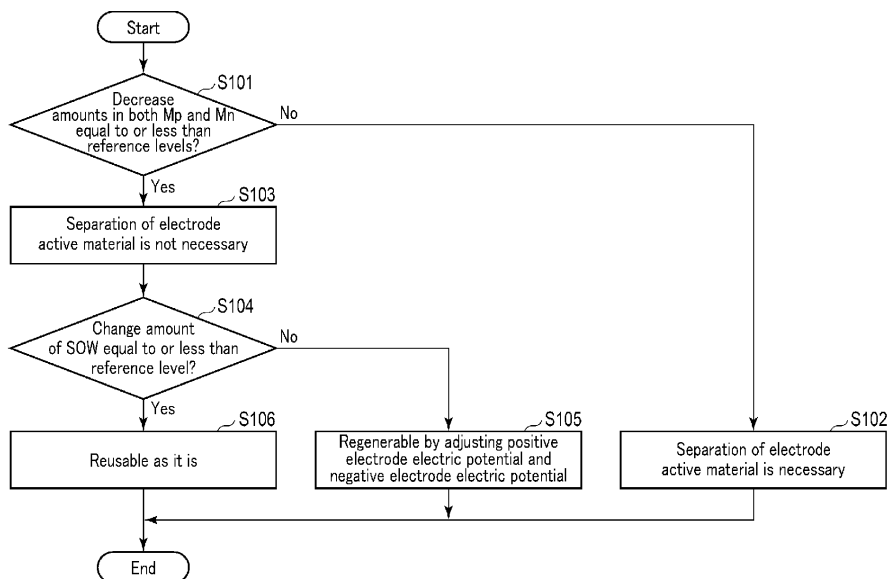 Start
S101
Decrease
amounts in both Mp and Mn
equal to or less than
reference levels?
No
Yes
S103
Separation of electrode
active material is not necessary
S104
Change amount
of SOW equal to or less than
reference level?
No
Yes
S106
Reusable as it is
S105
Regenerable by adjusting positive
electrode electric potential and
negative electrode electric potential
S102
Separation of electrode
active material is necessary
End